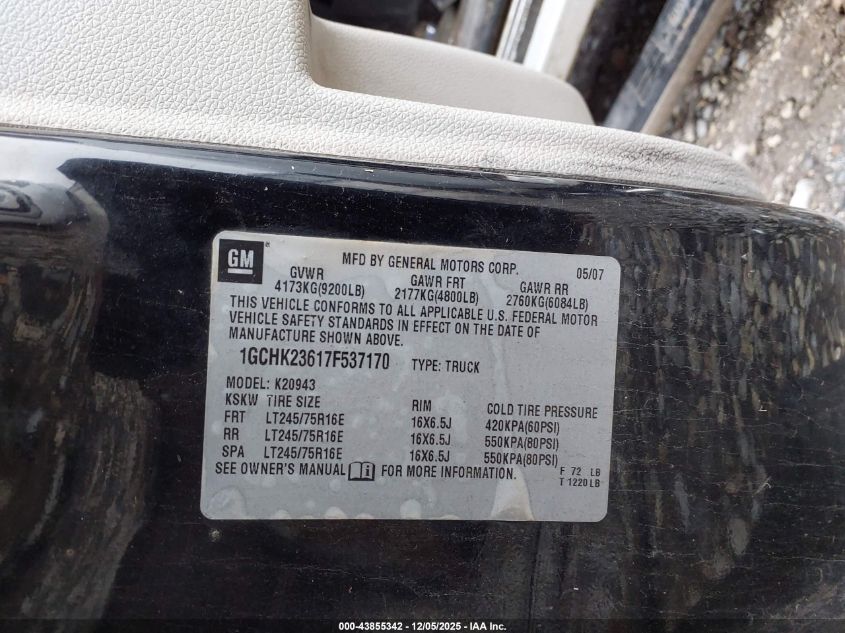 GM
MFD BY GENERAL MOTORS CORP. 05/07
GVWR GAWR FRT GAWR RR
4173KG(9200LB) 2177KG(4800LB) 2760KG(6084LB)
THIS VEHICLE CONFORMS TO ALL APPLICABLE U.S. FEDERAL MOTOR
VEHICLE SAFETY STANDARDS IN EFFECT ON THE DATE OF
MANUFACTURE SHOWN ABOVE.
1GCHK23617F537170 TYPE: TRUCK
MODEL: K20943
KSKW TIRE SIZE RIM COLD TIRE PRESSURE
FRT LT245/75R16E 16X6.5J 420KPA(60PSI)
RR LT245/75R16E 16X6.5J 550KPA(80PSI)
SPA LT245/75R16E 16X6.5J 550KPA(80PSI)
SEE OWNER'S MANUAL FOR MORE INFORMATION.
F 72 LB
T 1220 LB
000-43855342 - 12/05/2025 - IAA Inc.